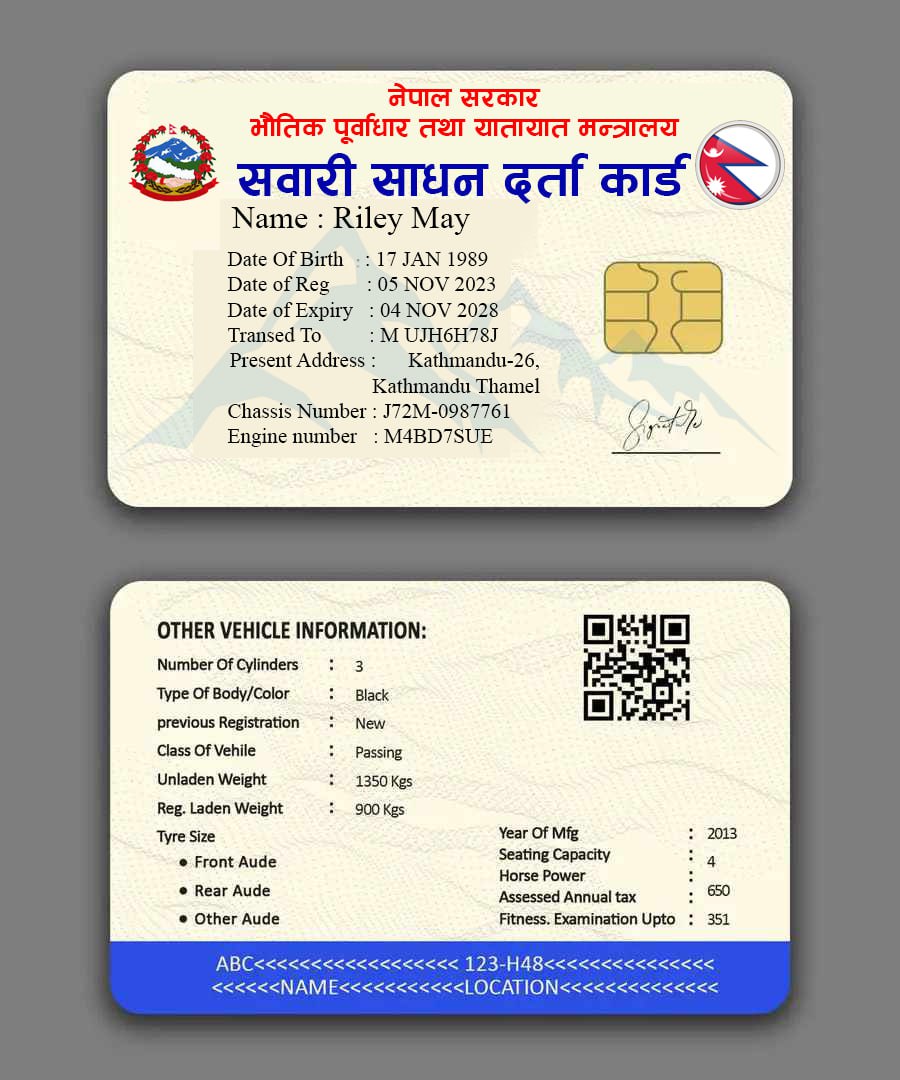 नेपाल सरकार
भौतिक पूर्वाधार तथा यातायात मन्त्रालय
सवारी साधन दर्ता कार्ड
Name : Riley May
Date Of Birth : 17 JAN 1989
Date of Reg : 05 NOV 2023
Date of Expiry : 04 NOV 2028
Transed To : M UJH6H78J
Present Address : Kathmandu-26,
Kathmandu Thamel
Chassis Number : J72M-0987761
Engine number : M4BD7SUE
Signature
OTHER VEHICLE INFORMATION:
Number Of Cylinders : 3
Type Of Body/Color : Black
previous Registration : New
Class Of Vehile : Passing
Unladen Weight : 1350 Kgs
Reg. Laden Weight : 900 Kgs
Tyre Size
• Front Aude
• Rear Aude
• Other Aude
Year Of Mfg : 2013
Seating Capacity : 4
Horse Power :
Assessed Annual tax : 650
Fitness. Examination Upto : 351
ABC<<<<<<<<<<<<<<<<<< 123-H48<<<<<<<<<<<<<<<
<<<<<<NAME<<<<<<<<<<<LOCATION<<<<<<<<<<<<<<